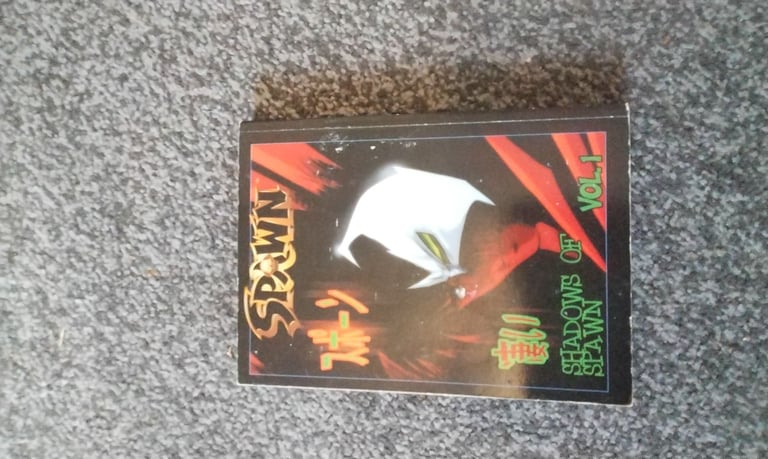 SPAWN
スポーン
SHADOWS OF
SPAWN
VOL.1